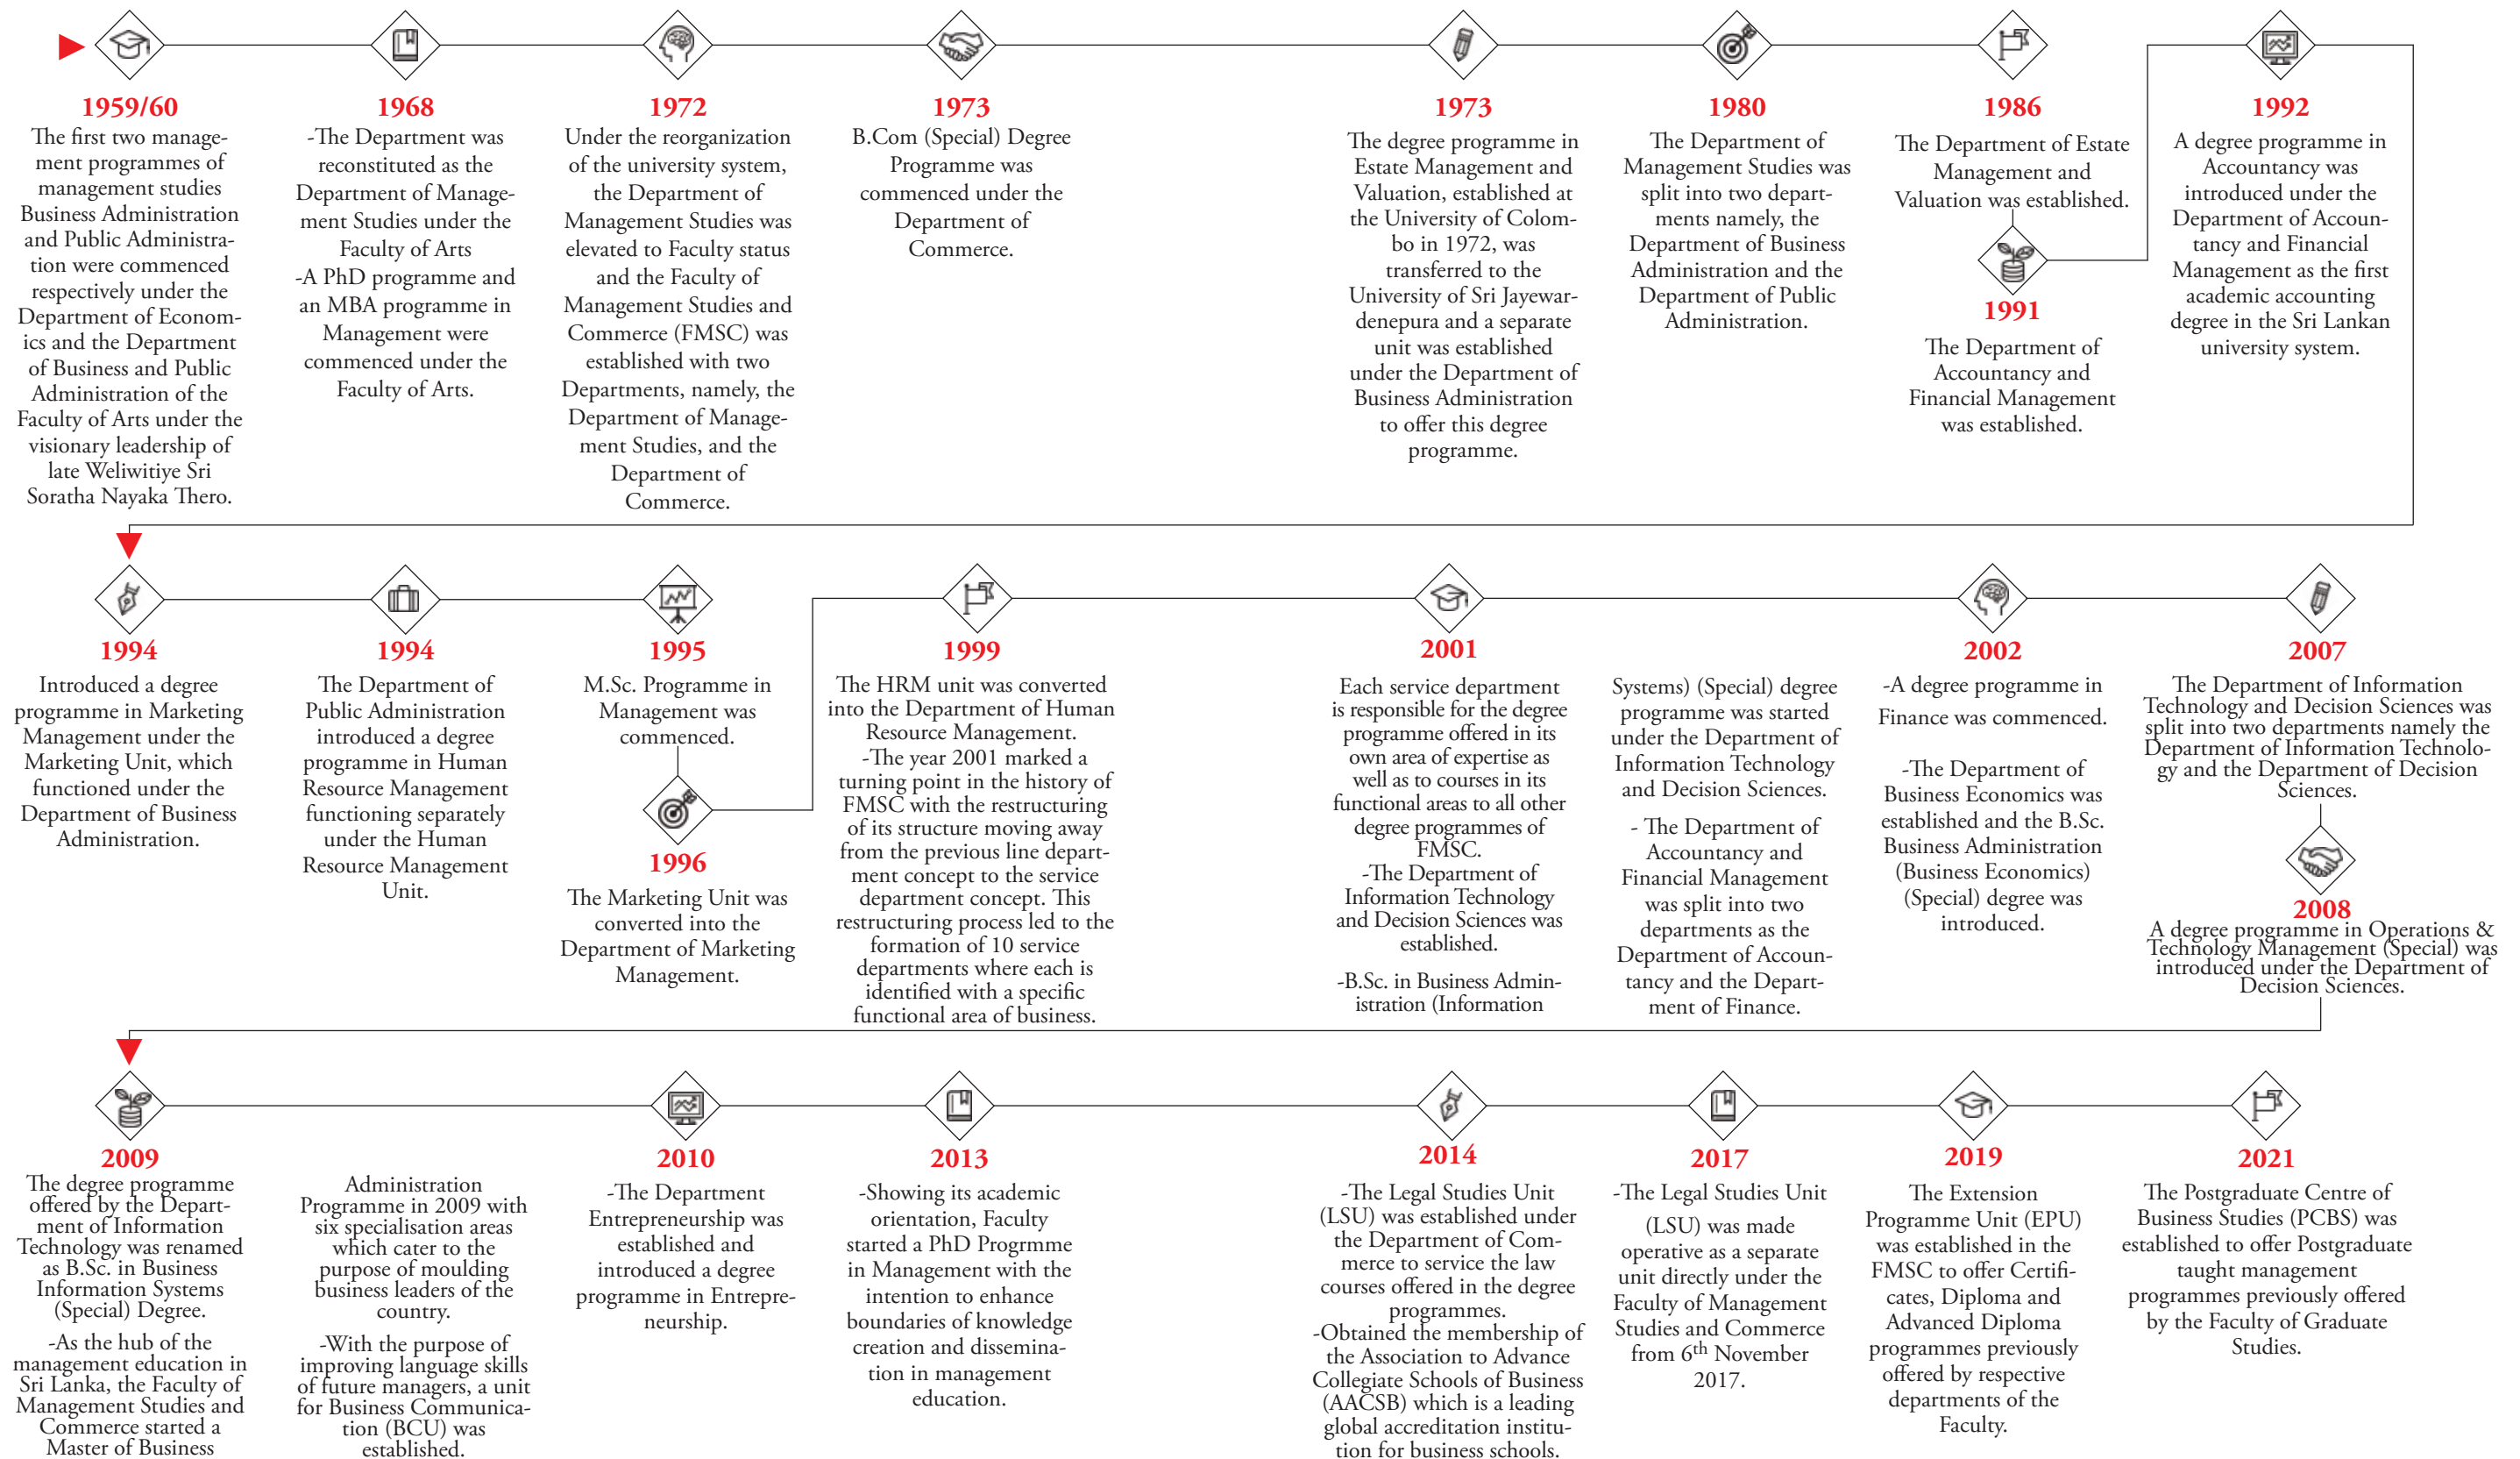 1959/60
The first two manage-
ment programmes of
management studies
Business Administration
and Public Administra-
tion were commenced
respectively under the
Department of Econom-
ics and the Department
of Business and Public
Administration of the
Faculty of Arts under the
visionary leadership of
late Weliwitiye Sri
Soratha Nayaka Thero.
1968
-The Department was
reconstituted as the
Department of Manage-
ment Studies under the
Faculty of Arts
-A PhD programme and
an MBA programme in
Management were
commenced under the
Faculty of Arts.
1972
Under the reorganization
of the university system,
the Department of
Management Studies was
elevated to Faculty status
and the Faculty of
Management Studies and
Commerce (FMSC) was
established with two
Departments, namely, the
Department of Manage-
ment Studies, and the
Department of
Commerce.
1973
B.Com (Special) Degree
Programme was
commenced under the
Department of
Commerce.
1973
The degree programme in
Estate Management and
Valuation, established at
the University of Colom-
bo in 1972, was
transferred to the
University of Sri Jayewar-
denepura and a separate
unit was established
under the Department of
Business Administration
to offer this degree
programme.
1980
The Department of
Management Studies was
split into two depart-
ments namely, the
Department of Business
Administration and the
Department of Public
Administration.
1986
The Department of Estate
Management and
Valuation was established.
1991
The Department of
Accountancy and
Financial Management
was established.
1992
A degree programme in
Accountancy was
introduced under the
Department of Accoun-
tancy and Financial
Management as the first
academic accounting
degree in the Sri Lankan
university system.
1994
Introduced a degree
programme in Marketing
Management under the
Marketing Unit, which
functioned under the
Department of Business
Administration.
1994
The Department of
Public Administration
introduced a degree
programme in Human
Resource Management
functioning separately
under the Human
Resource Management
Unit.
1995
M.Sc. Programme in
Management was
commenced.
1996
The Marketing Unit was
converted into the
Department of Marketing
Management.
1999
The HRM unit was converted
into the Department of Human
Resource Management.
-The year 2001 marked a
turning point in the history of
FMSC with the restructuring
of its structure moving away
from the previous line depart-
ment concept to the service
department concept. This
restructuring process led to the
formation of 10 service
departments where each is
identified with a specific
functional area of business.
2001
Each service department
is responsible for the degree
programme offered in its
own area of expertise as
well as to courses in its
functional areas to all other
degree programmes of
FMSC.
-The Department of
Information Technology
and Decision Sciences was
established.
-B.Sc. in Business Admin-
istration (Information
Systems) (Special) degree
programme was started
under the Department of
Information Technology
and Decision Sciences.
- The Department of
Accountancy and
Financial Management
was split into two
departments as the
Department of Accoun-
tancy and the Depart-
ment of Finance.
2002
-A degree programme in
Finance was commenced.
-The Department of
Business Economics was
established and the B.Sc.
Business Administration
(Business Economics)
(Special) degree was
introduced.
2007
The Department of Information
Technology and Decision Sciences was
split into two departments namely the
Department of Information Technolo-
gy and the Department of Decision
Sciences.
2008
A degree programme in Operations &
Technology Management (Special) was
introduced under the Department of
Decision Sciences.
2009
The degree programme
offered by the Depart-
ment of Information
Technology was renamed
as B.Sc. in Business
Information Systems
(Special) Degree.
-As the hub of the
management education in
Sri Lanka, the Faculty of
Management Studies and
Commerce started a
Master of Business
Administration
Programme in 2009 with
six specialisation areas
which cater to the
purpose of moulding
business leaders of the
country.
-With the purpose of
improving language skills
of future managers, a unit
for Business Communica-
tion (BCU) was
established.
2010
-The Department
Entrepreneurship was
established and
introduced a degree
programme in Entrepre-
neurship.
2013
-Showing its academic
orientation, Faculty
started a PhD Progrmme
in Management with the
intention to enhance
boundaries of knowledge
creation and dissemina-
tion in management
education.
2014
-The Legal Studies Unit
(LSU) was established under
the Department of Com-
merce to service the law
courses offered in the degree
programmes.
-Obtained the membership of
the Association to Advance
Collegiate Schools of Business
(AACSB) which is a leading
global accreditation institu-
tion for business schools.
2017
-The Legal Studies Unit
(LSU) was made
operative as a separate
unit directly under the
Faculty of Management
Studies and Commerce
from 6th November
2017.
2019
The Extension
Programme Unit (EPU)
was established in the
FMSC to offer Certifi-
cates, Diploma and
Advanced Diploma
programmes previously
offered by respective
departments of the
Faculty.
2021
The Postgraduate Centre of
Business Studies (PCBS) was
established to offer Postgraduate
taught management
programmes previously offered
by the Faculty of Graduate
Studies.